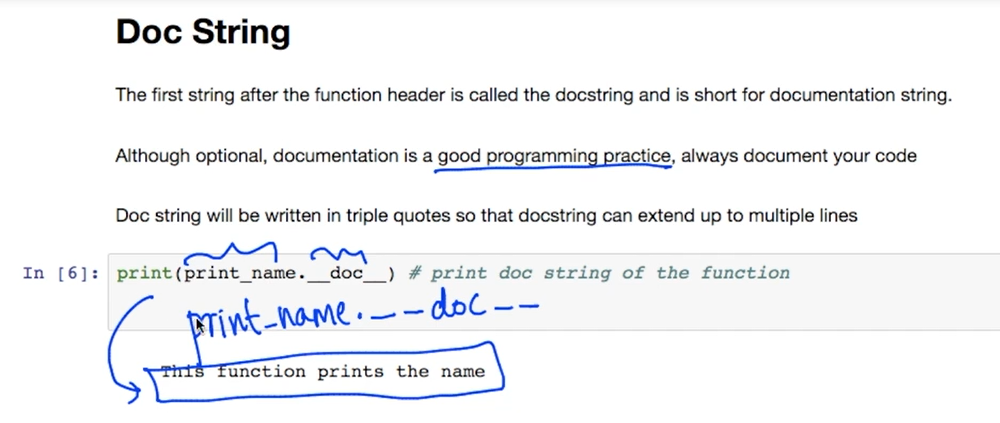 Doc String
The first string after the function header is called the docstring and is short for documentation string.
Although optional, documentation is a good programming practice, always document your code
Doc string will be written in triple quotes so that docstring can extend up to multiple lines
In [6]: print(print_name.__doc__) # print doc string of the function
print_name.__doc__
This function prints the name